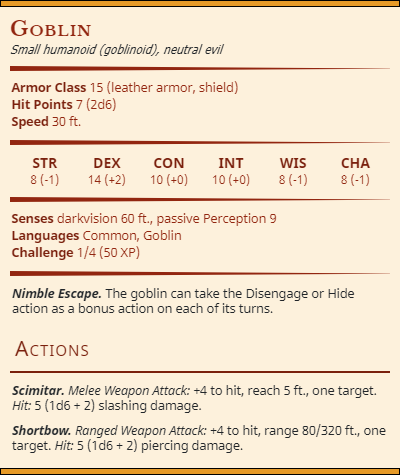 Goblin
Small humanoid (goblinoid), neutral evil
Armor Class 15 (leather armor, shield)
Hit Points 7 (2d6)
Speed 30 ft.
STR DEX CON INT WIS CHA
8 (-1) 14 (+2) 10 (+0) 10 (+0) 8 (-1) 8 (-1)
Senses darkvision 60 ft., passive Perception 9
Languages Common, Goblin
Challenge 1/4 (50 XP)
Nimble Escape. The goblin can take the Disengage or Hide
action as a bonus action on each of its turns.
Actions
Scimitar. Melee Weapon Attack: +4 to hit, reach 5 ft., one target.
Hit: 5 (1d6 + 2) slashing damage.
Shortbow. Ranged Weapon Attack: +4 to hit, range 80/320 ft., one
target. Hit: 5 (1d6 + 2) piercing damage.